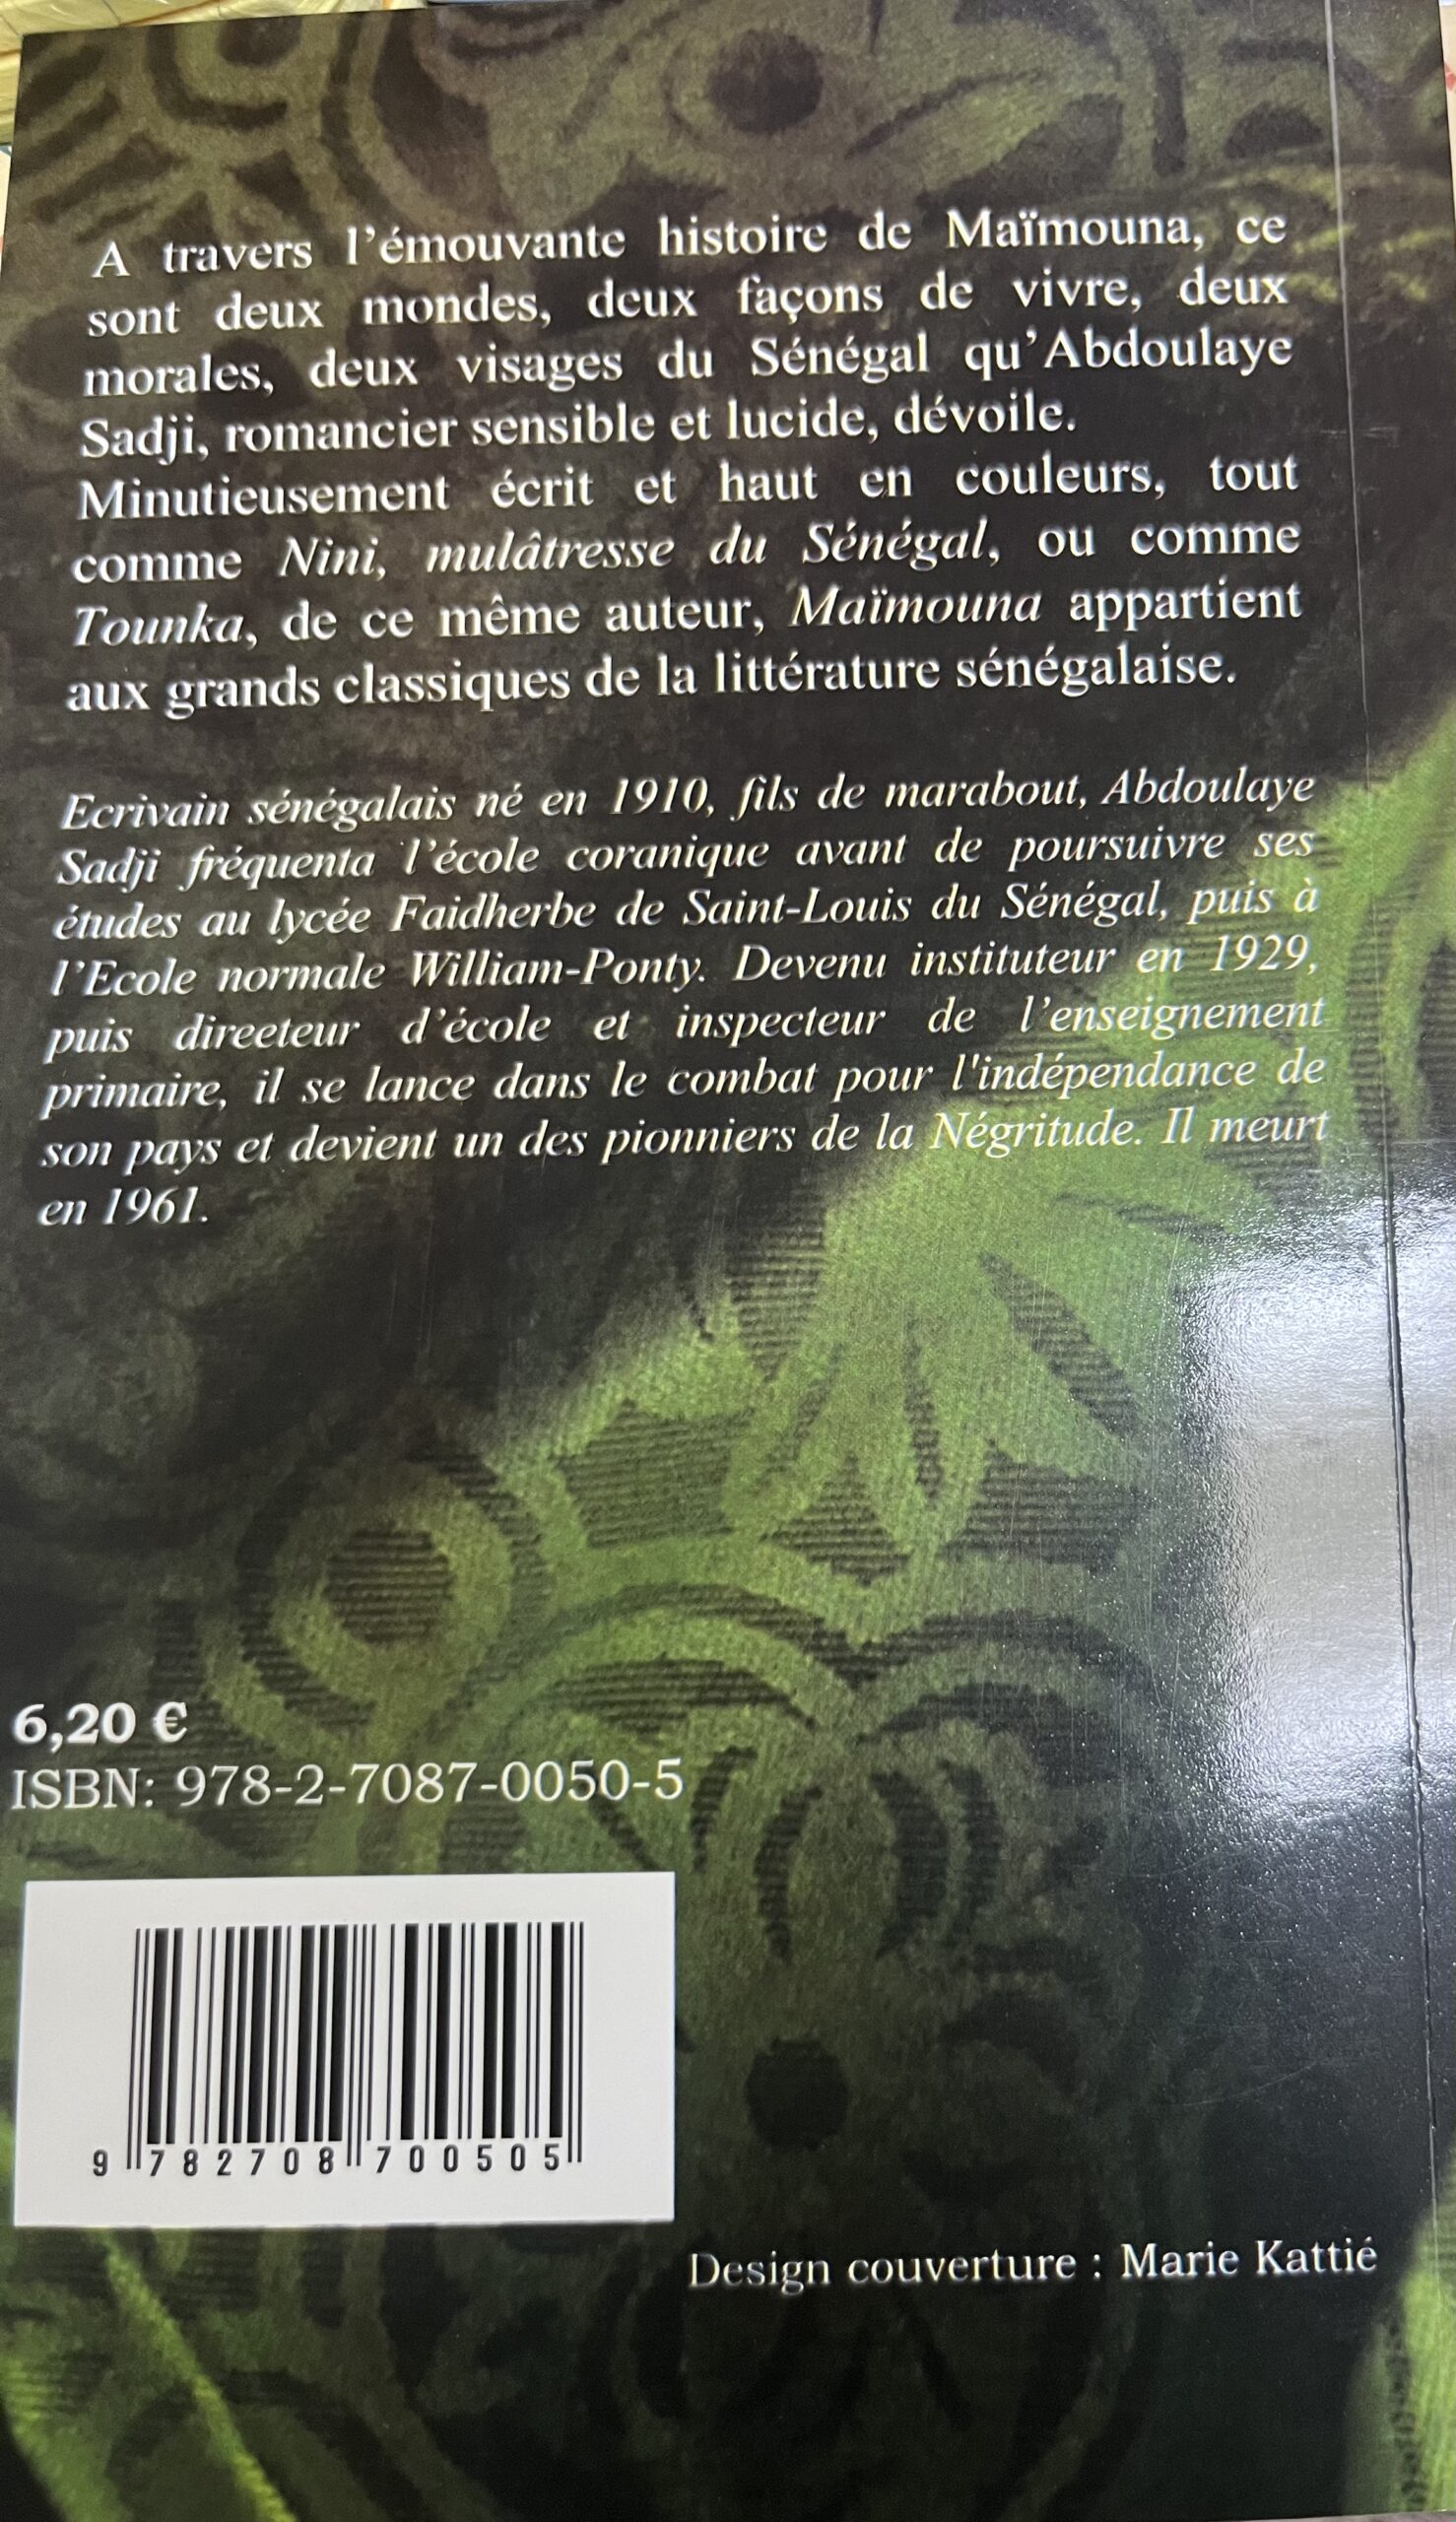 A travers l'émouvante histoire de Maïmouna, ce
sont deux mondes, deux façons de vivre, deux
morales, deux visages du Sénégal qu'Abdoulaye
Sadji, romancier sensible et lucide, dévoile.
Minutieusement écrit et haut en couleurs, tout
comme Nini, mulâtresse du Sénégal, ou comme
Tounka, de ce même auteur, Maïmouna appartient
aux grands classiques de la littérature sénégalaise.
Ecrivain sénégalais né en 1910, fils de marabout, Abdoulaye
Sadji fréquenta l'école coranique avant de poursuivre ses
études au lycée Faidherbe de Saint-Louis du Sénégal, puis à
l'Ecole normale William-Ponty. Devenu instituteur en 1929,
puis direeteur d'école et inspecteur de l'enseignement
primaire, il se lance dans le combat pour l'indépendance de
son pays et devient un des pionniers de la Négritude. Il meurt
en 1961.
6,20 €
ISBN: 978-2-7087-0050-5
9 782708 700505
Design couverture : Marie Kattié